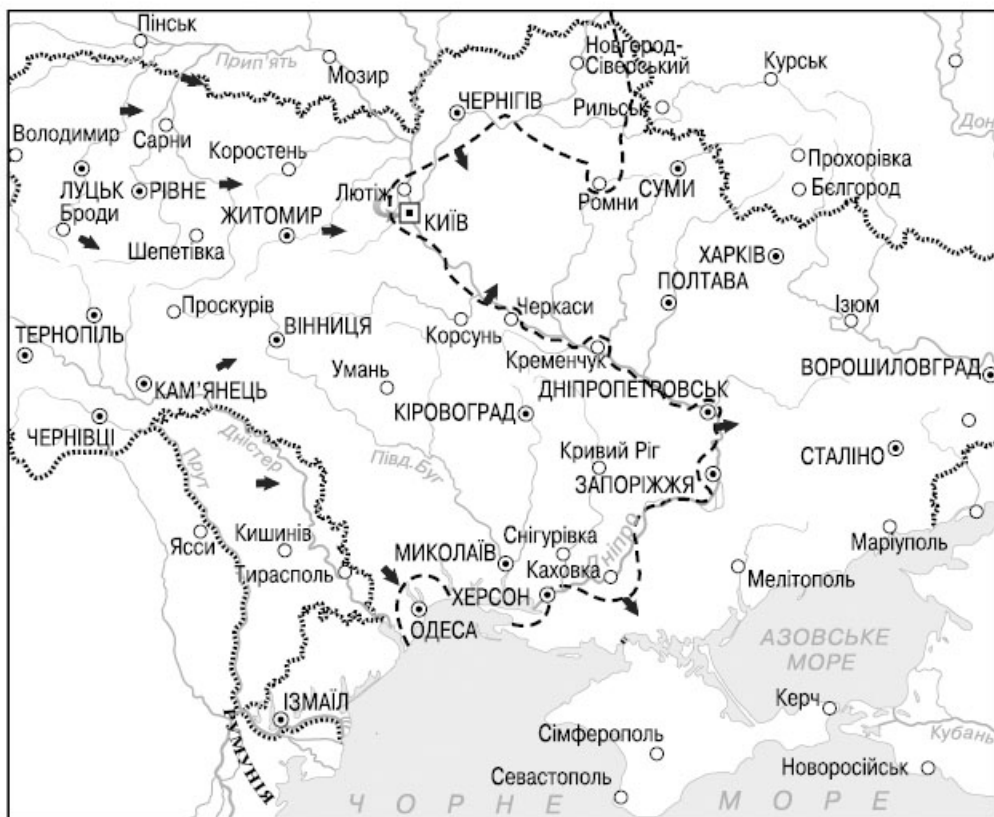 Пінськ
Прип'ять
Мозир
Новгород-
Сіверський
Курськ
Володимир
Сарни
Коростень
ЧЕРНІГІВ
Рильськ
Дон
ЛУЦЬК
РІВНЕ
Лютіж
Прохорівка
Бєлгород
Броди
Шепетівка
ЖИТОМИР
КИЇВ
Ромни
СУМИ
ХАРКІВ
ПОЛТАВА
Проскурів
ВІННИЦЯ
Корсунь
Черкаси
Ізюм
ТЕРНОПІЛЬ
Умань
Кременчук
ВОРОШИЛОВГРАД
КАМ'ЯНЕЦЬ
КІРОВОГРАД
ДНІПРОПЕТРОВСЬК
ЧЕРНІВЦІ
Дністер
Півд. Буг
Кривий Ріг
СТАЛІНО
Прут
ЗАПОРІЖЖЯ
Ясси
Кишинів
Тирасполь
МИКОЛАЇВ
Снігурівка
Дніпро
Маріуполь
Каховка
Мелітополь
ОДЕСА
ХЕРСОН
АЗОВСЬКЕ
МОРЕ
ІЗМАЇЛ
РУМУНІЯ
Сімферополь
Керч
Кубань
Севастополь
Новоросійськ
ЧОРНЕ МОРЕ